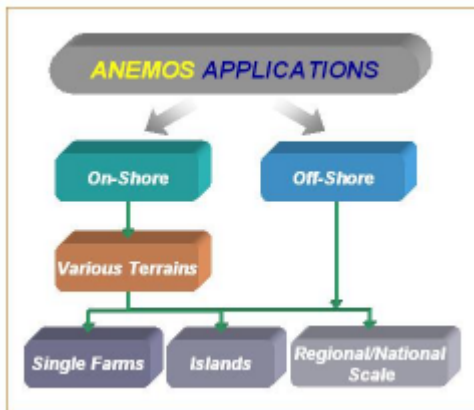 ANEMOS APPLICATIONS
On-Shore
Off-Shore
Various Terrains
Single Farms
Islands
Regional/National
Scale